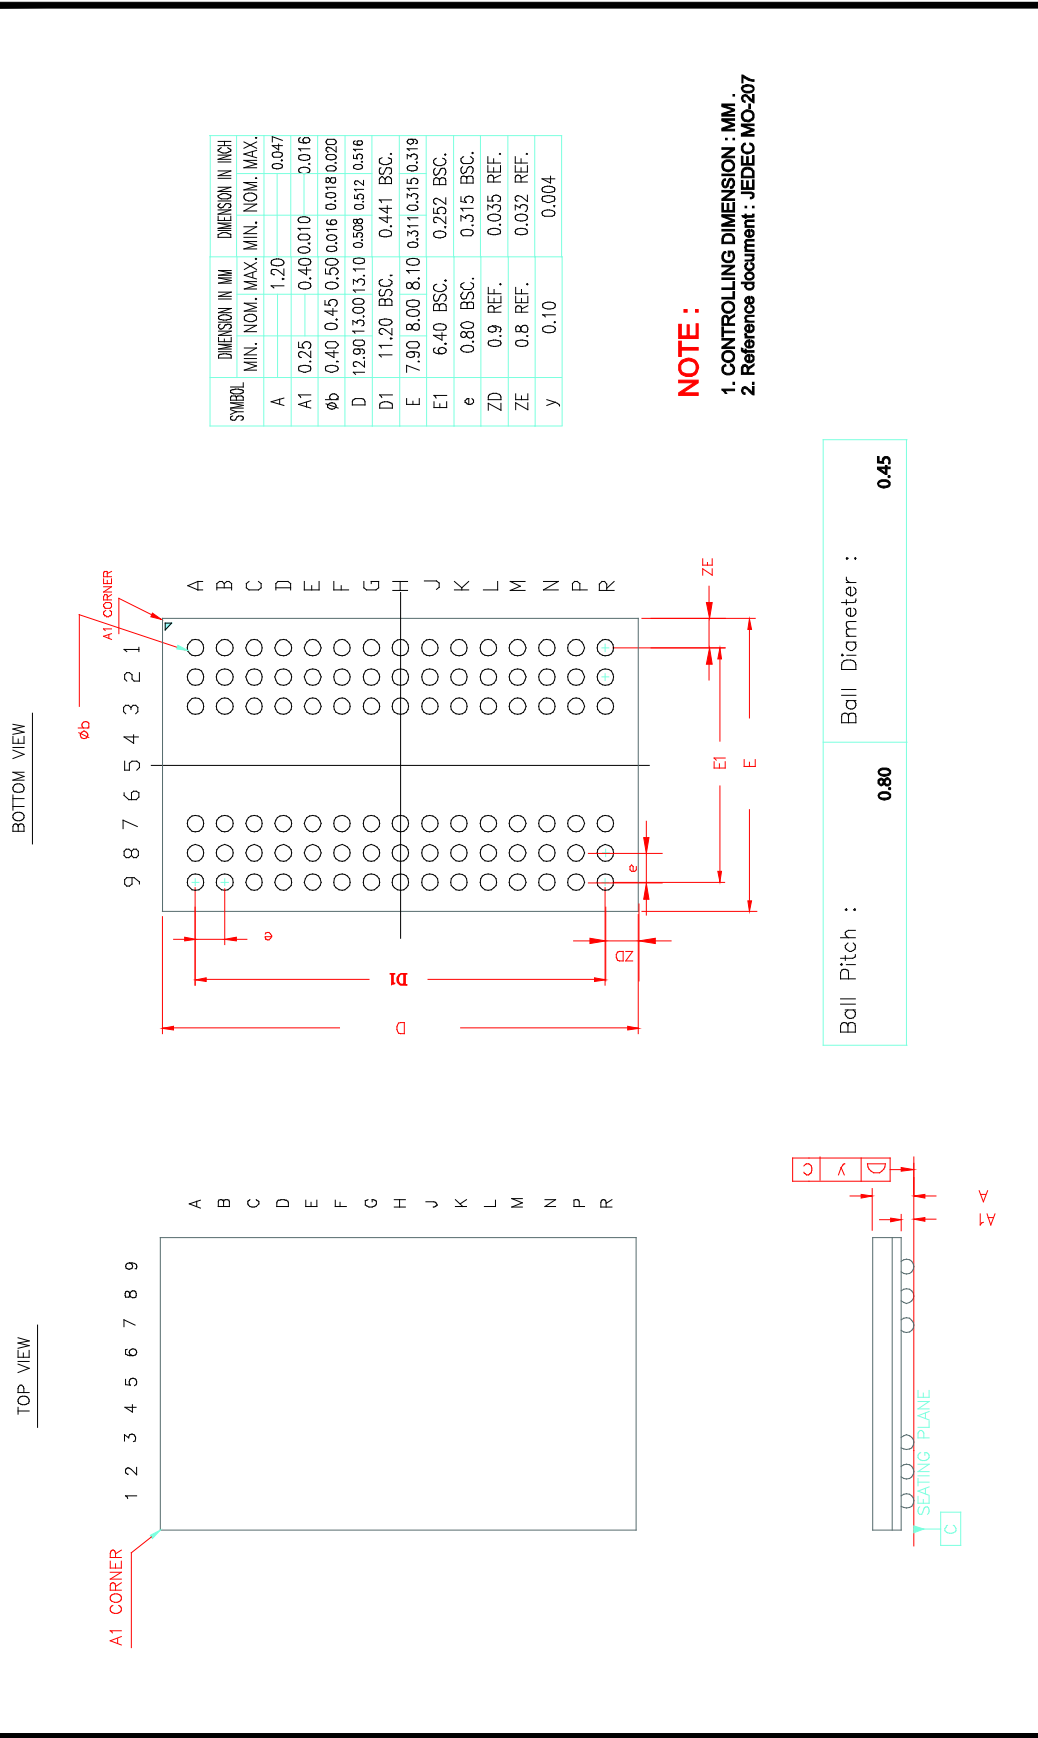 TOP VIEW
A1 CORNER
1 2 3 4 5 6 7 8 9
A
B
C
D
E
F
G
H
J
K
L
M
N
P
R
SEATING PLANE
C
C y
A1
A
BOTTOM VIEW
9 8 7 6 5 4 3 2 1
A1 CORNER
øb
A
B
C
D
E
F
G
H
J
K
L
M
N
P
R
e
D1
D
ZD
e
E1
E
ZE
Ball Pitch :
0.80
Ball Diameter :
0.45
SYMBOL DIMENSION IN MM DIMENSION IN INCH
MIN. NOM. MAX. MIN. NOM. MAX.
A 1.20 0.047
A1 0.25 0.40 0.010 0.016
øb 0.40 0.45 0.50 0.016 0.018 0.020
D 12.90 13.00 13.10 0.508 0.512 0.516
D1 11.20 BSC. 0.441 BSC.
E 7.90 8.00 8.10 0.311 0.315 0.319
E1 6.40 BSC. 0.252 BSC.
e 0.80 BSC. 0.315 BSC.
ZD 0.9 REF. 0.035 REF.
ZE 0.8 REF. 0.032 REF.
y 0.10 0.004
NOTE :
1. CONTROLLING DIMENSION : MM .
2. Reference document : JEDEC MO-207